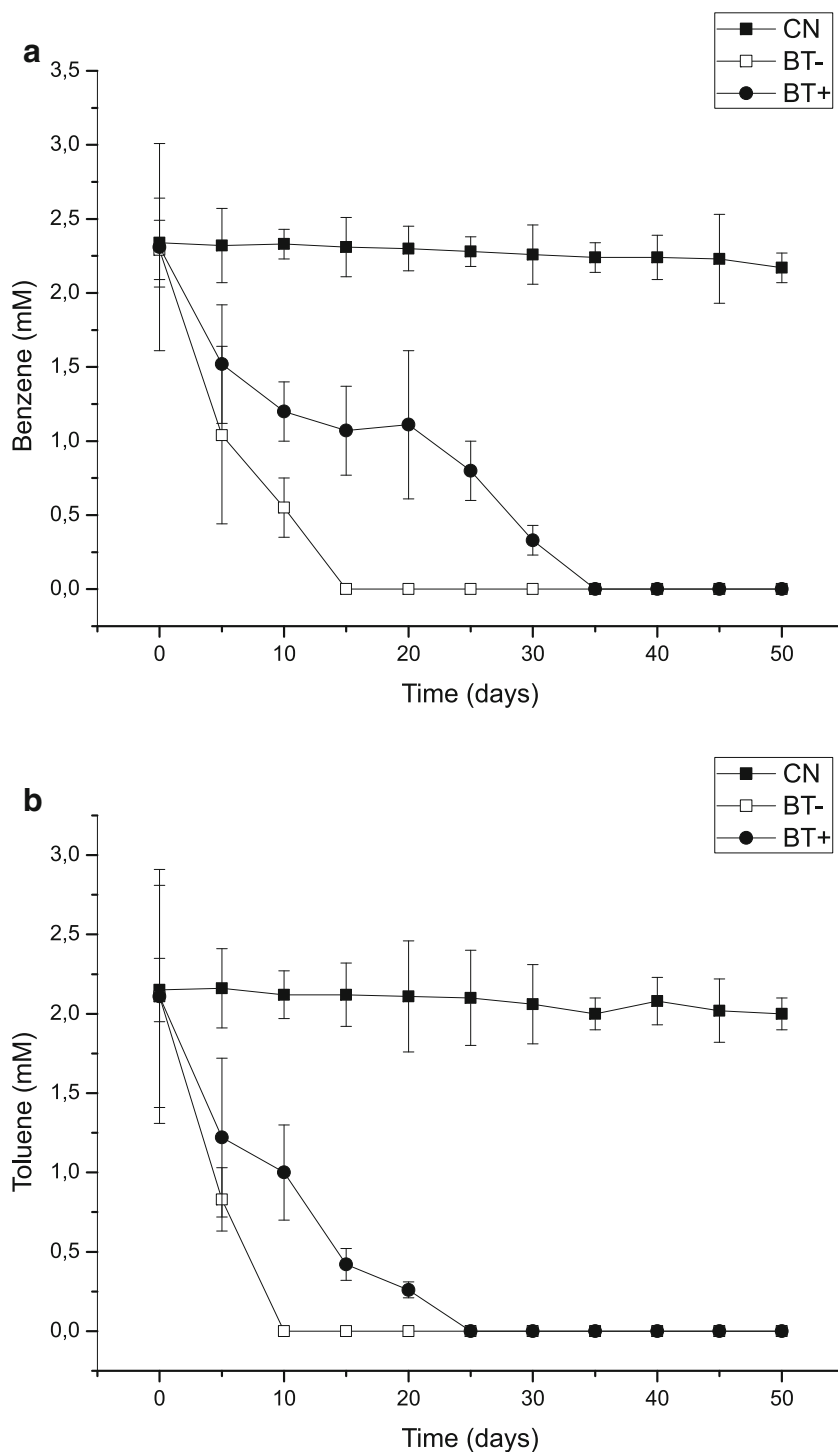 a
CN
BT-
BT+
3,5
3,0
2,5
2,0
1,5
1,0
0,5
0,0
Benzene (mM)
0 10 20 30 40 50
Time (days)
b
CN
BT-
BT+
3,0
2,5
2,0
1,5
1,0
0,5
0,0
Toluene (mM)
0 10 20 30 40 50
Time (days)